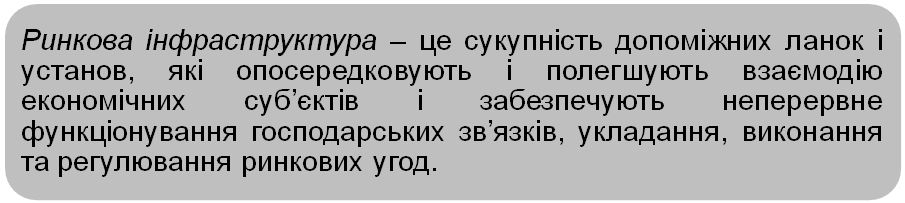 Ринкова інфраструктура – це сукупність допоміжних ланок і
установ, які опосередковують і полегшують взаємодію
економічних суб’єктів і забезпечують неперервне
функціонування господарських зв’язків, укладання, виконання
та регулювання ринкових угод.